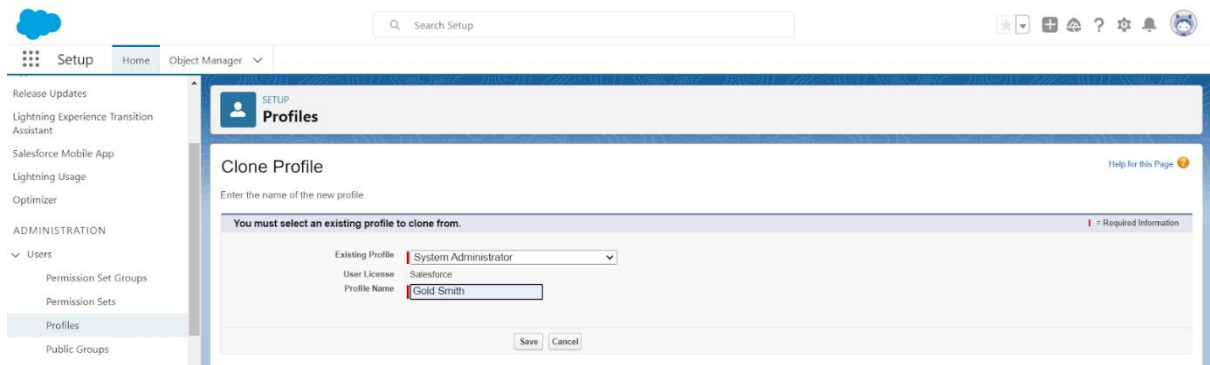 Search Setup
Setup Home Object Manager
Release Updates
Lightning Experience Transition
Assistant
Salesforce Mobile App
Lightning Usage
Optimizer
ADMINISTRATION
Users
Permission Set Groups
Permission Sets
Profiles
Public Groups
SETUP
Profiles
Clone Profile
Help for this Page ?
Enter the name of the new profile.
You must select an existing profile to clone from.
= Required Information
Existing Profile System Administrator
User License Salesforce
Profile Name Gold Smith
Save Cancel